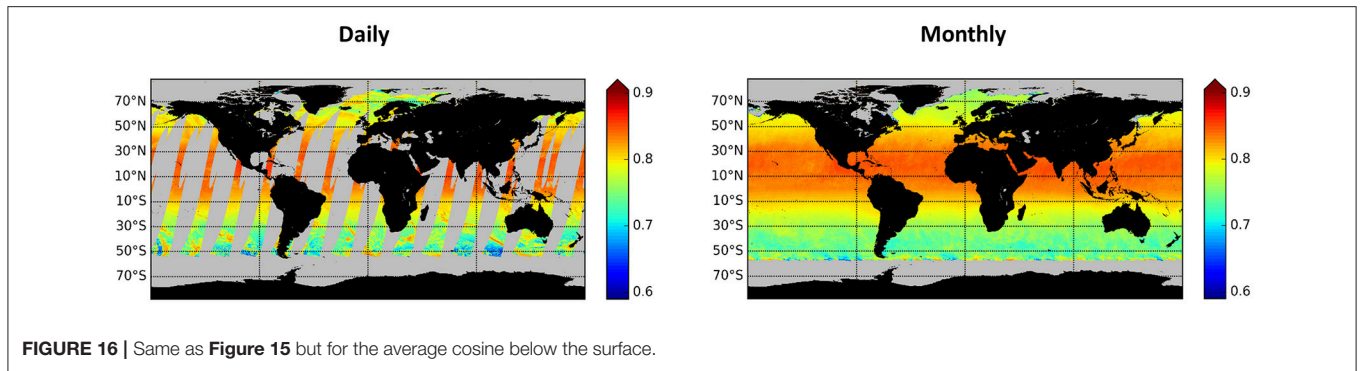 Daily
Monthly
70°N
50°N
30°N
10°N
10°S
30°S
50°S
70°S
0.9
0.8
0.7
0.6
70°N
50°N
30°N
10°N
10°S
30°S
50°S
70°S
0.9
0.8
0.7
0.6
FIGURE 16 | Same as Figure 15 but for the average cosine below the surface.